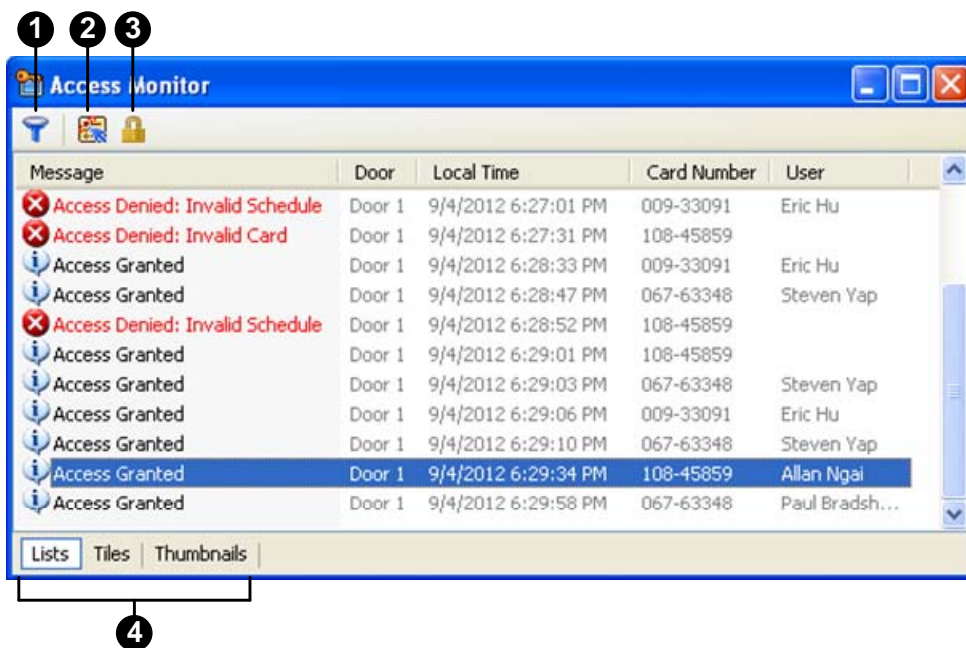 1 2 3
Access Monitor
Message Door Local Time Card Number User
Access Denied: Invalid Schedule Door 1 9/4/2012 6:27:01 PM 009-33091 Eric Hu
Access Denied: Invalid Card Door 1 9/4/2012 6:27:31 PM 108-45859
Access Granted Door 1 9/4/2012 6:28:33 PM 009-33091 Eric Hu
Access Granted Door 1 9/4/2012 6:28:47 PM 067-63348 Steven Yap
Access Denied: Invalid Schedule Door 1 9/4/2012 6:28:52 PM 108-45859
Access Granted Door 1 9/4/2012 6:29:01 PM 108-45859
Access Granted Door 1 9/4/2012 6:29:03 PM 067-63348 Steven Yap
Access Granted Door 1 9/4/2012 6:29:06 PM 009-33091 Eric Hu
Access Granted Door 1 9/4/2012 6:29:10 PM 067-63348 Steven Yap
Access Granted Door 1 9/4/2012 6:29:34 PM 108-45859 Allan Ngai
Access Granted Door 1 9/4/2012 6:29:58 PM 067-63348 Paul Bradsh...
Lists Tiles Thumbnails
4